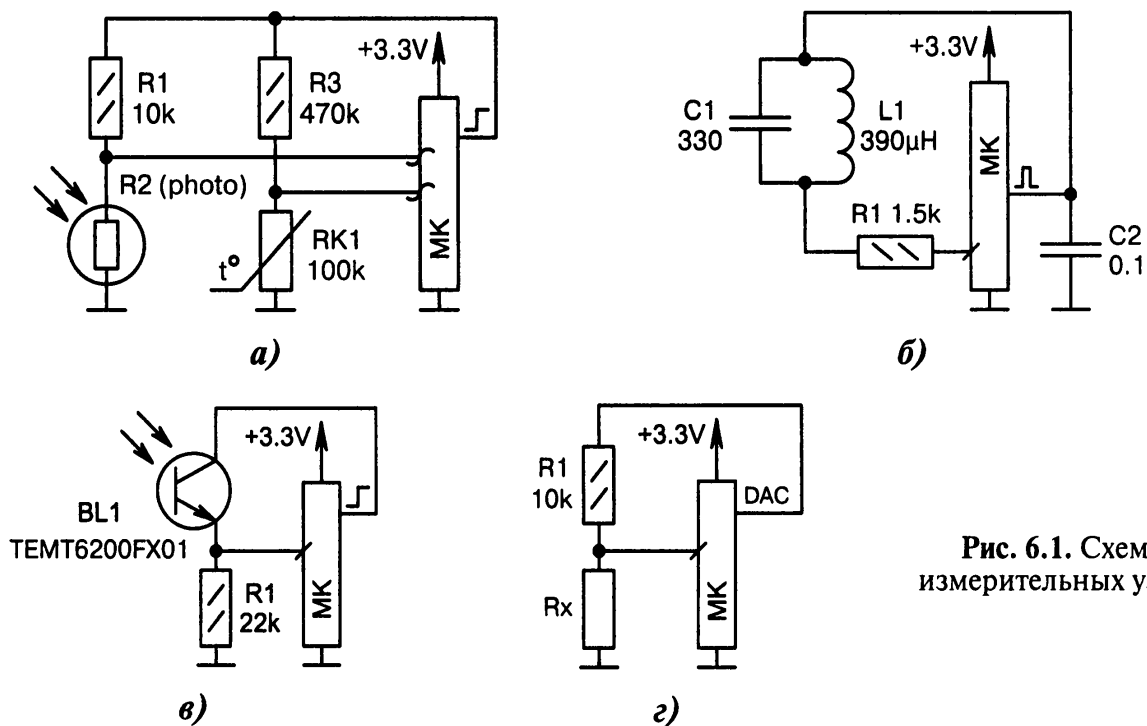 +3.3V
R1
10k
R3
470k
R2 (photo)
RK1
100k
t°
MK
а)
+3.3V
C1
330
L1
390µH
MK
R1 1.5k
C2
0.1
б)
+3.3V
BL1
TEMT6200FX01
R1
22k
MK
в)
+3.3V
R1
10k
DAC
Rx
MK
г)
Рис. 6.1. Схем
измерительных у